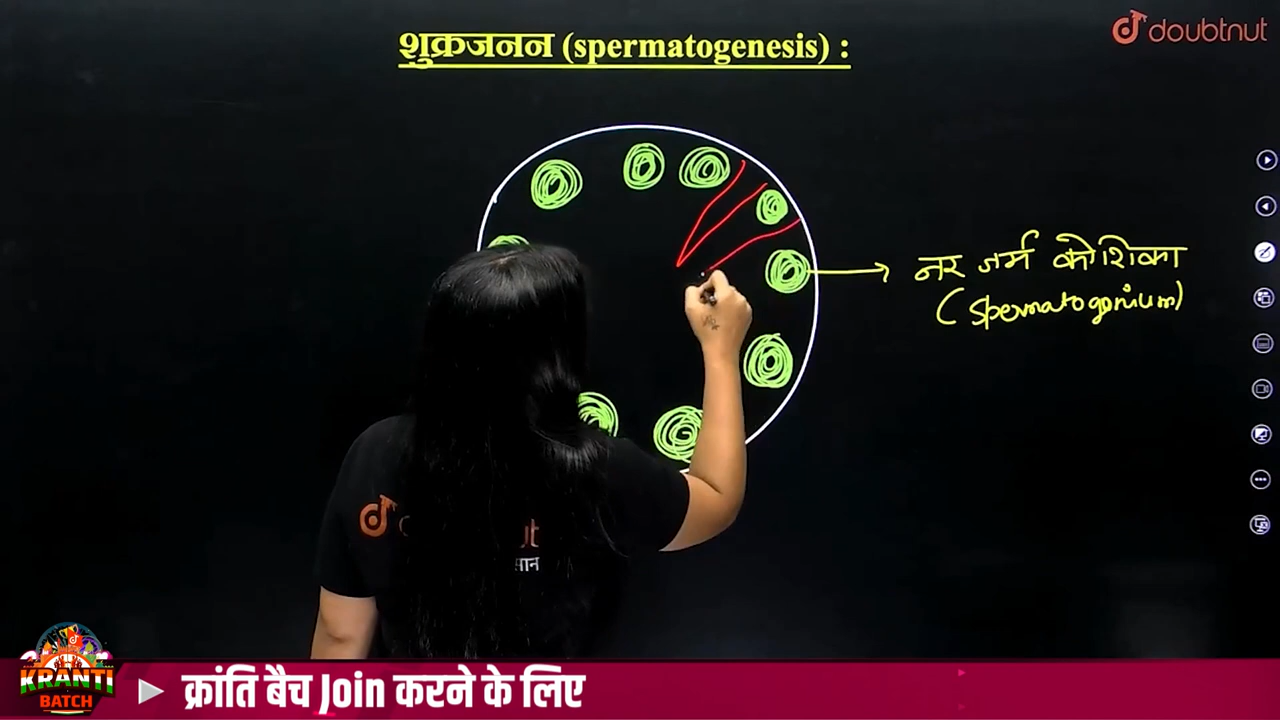 शुक्रजनन (spermatogenesis) :
doubtnut
नर जर्म कोशिका
(spermatogonium)
मान
KRANTI
BATCH
क्रांति बैच Join करने के लिए